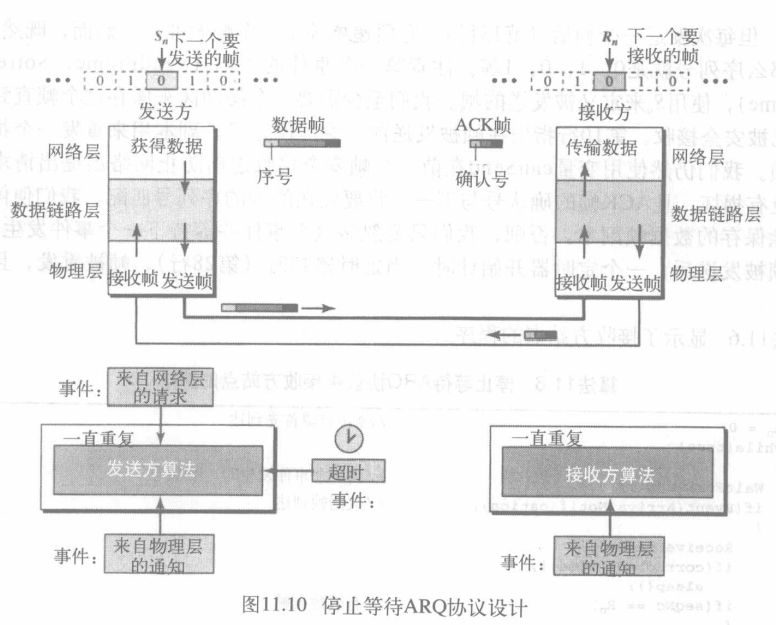 Sn 下一个要
发送的帧
Rn 下一个要
接收的帧
••• 0 1 0 1 0 •••
••• 0 1 0 1 0 •••
发送方
接收方
数据帧
序号
ACK帧
确认号
网络层
获得数据
传输数据
网络层
数据链路层
数据链路层
物理层
接收帧 发送帧
接收帧 发送帧
物理层
事件：
来自网络层
的请求
一直重复
发送方算法
超时
事件：
事件：
来自物理层
的通知
一直重复
接收方算法
事件：
来自物理层
的通知
图11.10 停止等待ARQ协议设计